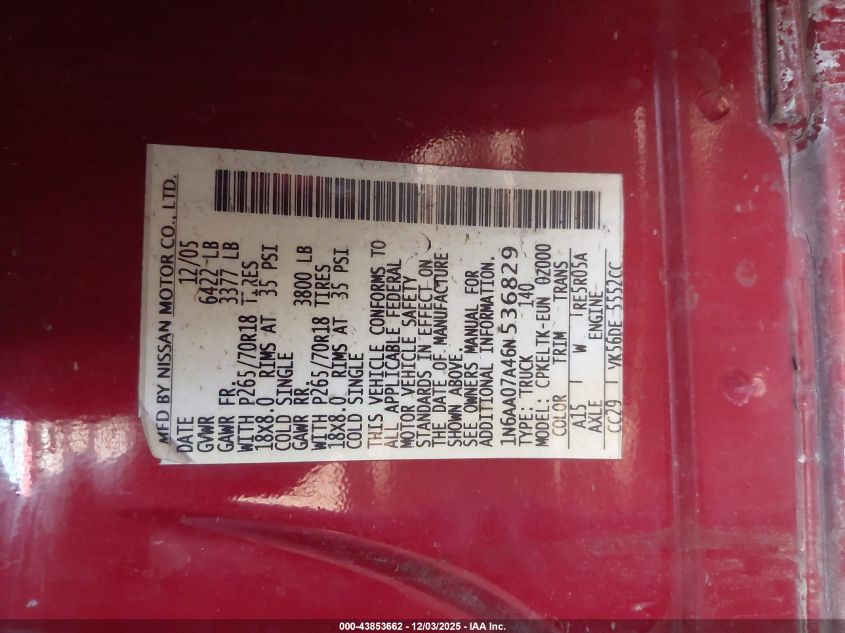 MFD BY NISSAN MOTOR CO., LTD.
DATE 12/05
GVWR 6422 LB
GAWR FR. 3377 LB
WITH P265/70R18 TIRES
18X8.0 RIMS AT 35 PSI
COLD SINGLE
GAWR RR. 3800 LB
WITH P265/70R18 TIRES
18X8.0 RIMS AT 35 PSI
COLD SINGLE
THIS VEHICLE CONFORMS TO
ALL APPLICABLE FEDERAL
MOTOR VEHICLE SAFETY
STANDARDS IN EFFECT ON
THE DATE OF MANUFACTURE
SHOWN ABOVE.
SEE OWNERS MANUAL FOR
ADDITIONAL INFORMATION.
1N6AA07A46N536829
TYPE: TRUCK 140
MODEL: CPKELTK-EUN 0Z000
COLOR TRIM TRANS
A15 W RE5R05A
AXLE ENGINE
CC29 VK56DE 5552CC
000-43853662 - 12/03/2025 - IAA Inc.